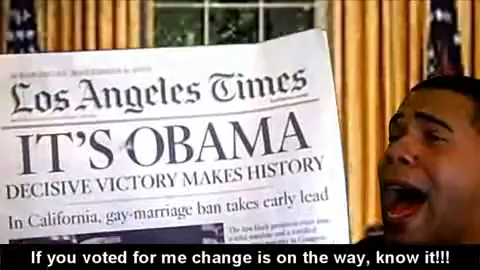 Los Angeles Times
IT'S OBAMA
DECISIVE VICTORY MAKES HISTORY
In California, gay-marriage ban takes early lead
If you voted for me change is on the way, know it!!!